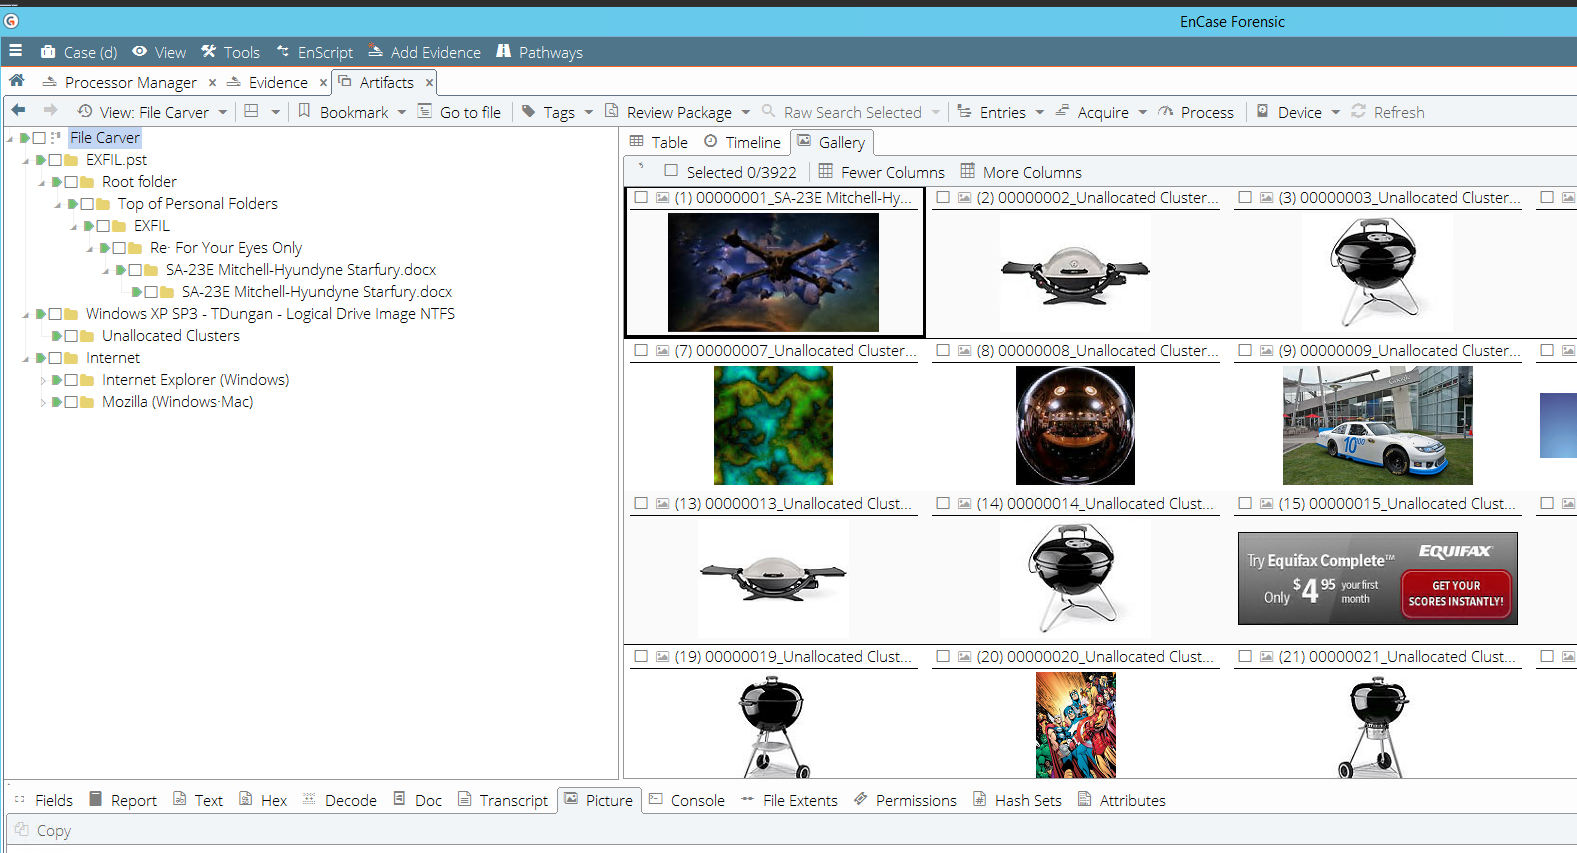 EnCase Forensic
Case (d) View Tools EnScript Add Evidence Pathways
Processor Manager × Evidence × Artifacts ×
View: File Carver Bookmark Go to file Tags Review Package Raw Search Selected Entries Acquire Process Device Refresh
File Carver
EXFIL.pst
Root folder
Top of Personal Folders
EXFIL
Re· For Your Eyes Only
SA-23E Mitchell-Hyundyne Starfury.docx
SA-23E Mitchell-Hyundyne Starfury.docx
Windows XP SP3 - TDungan - Logical Drive Image NTFS
Unallocated Clusters
Internet
Internet Explorer (Windows)
Mozilla (Windows·Mac)
Table Timeline Gallery
Selected 0/3922 Fewer Columns More Columns
(1) 00000001_SA-23E Mitchell-Hy... (2) 00000002_Unallocated Cluster... (3) 00000003_Unallocated Cluster...
(7) 00000007_Unallocated Cluster... (8) 00000008_Unallocated Cluster... (9) 00000009_Unallocated Cluster...
Google
10
(13) 00000013_Unallocated Clust... (14) 00000014_Unallocated Clust... (15) 00000015_Unallocated Clust...
EQUIFAX
Try Equifax Complete™
Only $4.95 your first month
GET YOUR
SCORES INSTANTLY!
(19) 00000019_Unallocated Clust... (20) 00000020_Unallocated Clust... (21) 00000021_Unallocated Clust...
Fields Report Text Hex Decode Doc Transcript Picture Console File Extents Permissions Hash Sets Attributes
Copy